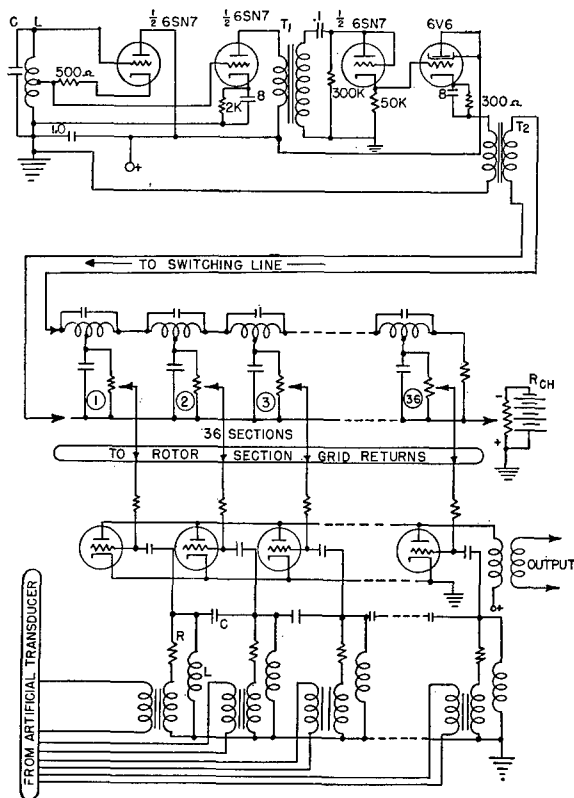 C L ½ 6SN7 ½ 6SN7 T1 .1 ½ 6SN7 6V6
500Ω
2K 8 300K 50K 8 300Ω
1.0 T2
+
TO SWITCHING LINE
RCH
-
1 2 3 36
+
36 SECTIONS
TO ROTOR SECTION GRID RETURNS
OUTPUT
+
C
R
L
FROM ARTIFICIAL TRANSDUCER